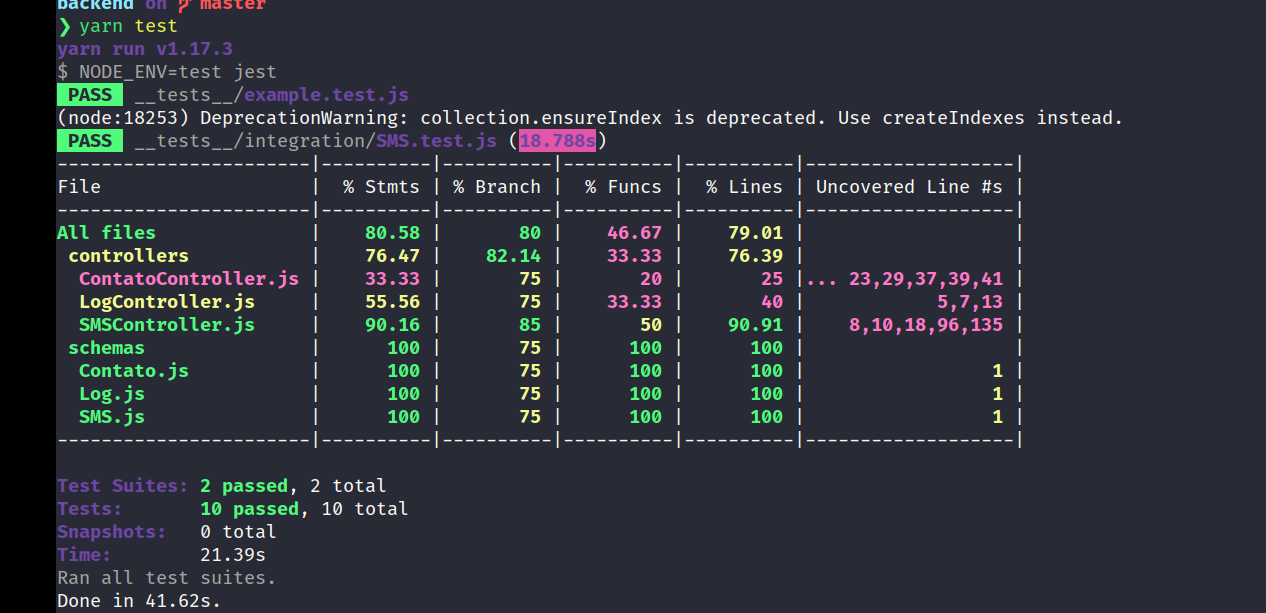 backend on master
❯ yarn test
yarn run v1.17.3
$ NODE_ENV=test jest
PASS __tests__/example.test.js
(node:18253) DeprecationWarning: collection.ensureIndex is deprecated. Use createIndexes instead.
PASS __tests__/integration/SMS.test.js (18.788s)
-----------------------|----------|----------|----------|----------|-------------------|
File                   |  % Stmts | % Branch |  % Funcs |  % Lines | Uncovered Line #s |
-----------------------|----------|----------|----------|----------|-------------------|
All files              |    80.58 |       80 |    46.67 |    79.01 |                   |
 controllers           |    76.47 |    82.14 |    33.33 |    76.39 |                   |
  ContatoController.js |    33.33 |       75 |       20 |       25 |... 23,29,37,39,41 |
  LogController.js     |    55.56 |       75 |    33.33 |       40 |            5,7,13 |
  SMSController.js     |    90.16 |       85 |       50 |    90.91 |    8,10,18,96,135 |
 schemas               |      100 |       75 |      100 |      100 |                   |
  Contato.js           |      100 |       75 |      100 |      100 |                 1 |
  Log.js               |      100 |       75 |      100 |      100 |                 1 |
  SMS.js               |      100 |       75 |      100 |      100 |                 1 |
-----------------------|----------|----------|----------|----------|-------------------|
Test Suites: 2 passed, 2 total
Tests:       10 passed, 10 total
Snapshots:   0 total
Time:        21.39s
Ran all test suites.
Done in 41.62s.